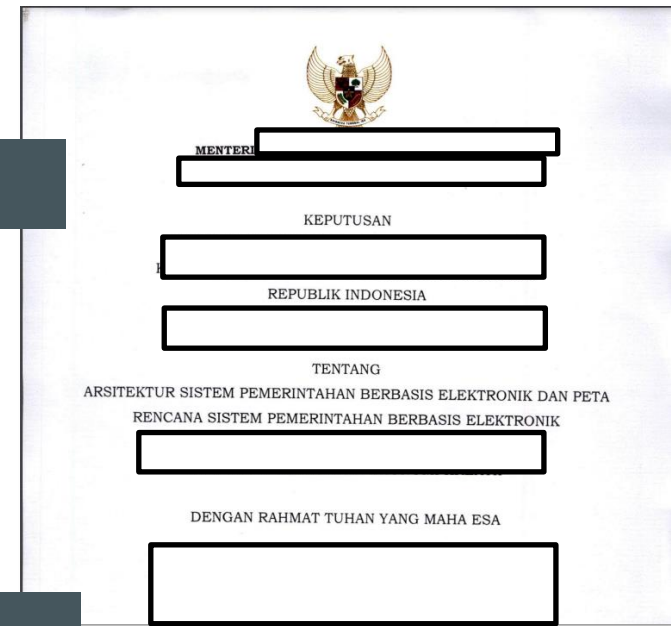 MENTERI
KEPUTUSAN
REPUBLIK INDONESIA
TENTANG
ARSITEKTUR SISTEM PEMERINTAHAN BERBASIS ELEKTRONIK DAN PETA
RENCANA SISTEM PEMERINTAHAN BERBASIS ELEKTRONIK
DENGAN RAHMAT TUHAN YANG MAHA ESA